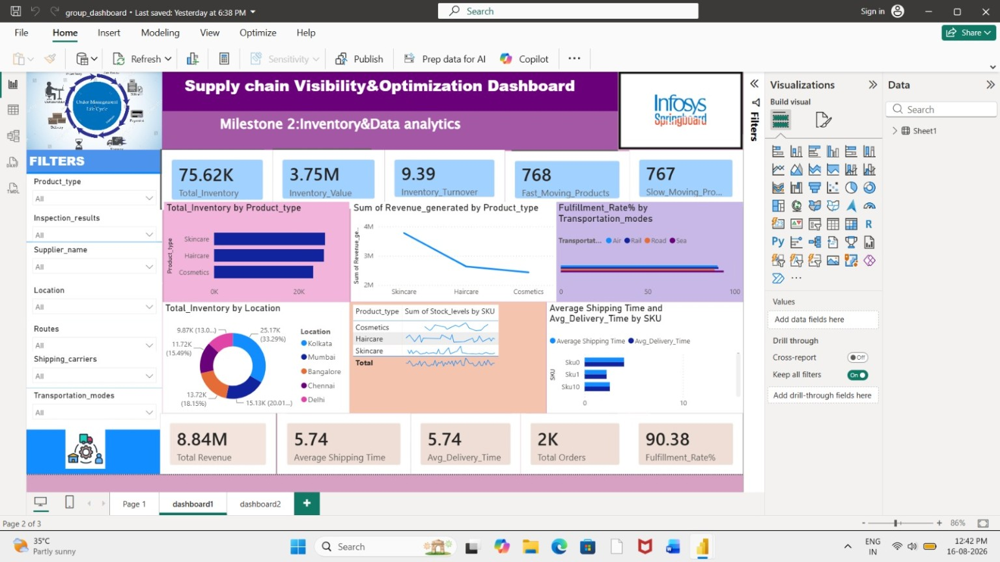 group_dashboard • Last saved: Yesterday at 6:38 PM
Search
Sign in
File
Home
Insert
Modeling
View
Optimize
Help
Share
Refresh
Sensitivity
Publish
Prep data for AI
Copilot
...
Order Management
Life Cycle
Delivery
Supply chain Visibility&Optimization Dashboard
Milestone 2:Inventory&Data analytics
Infosys
Springboard
FILTERS
Product_type
All
Inspection_results
All
Supplier_name
All
Location
All
Routes
All
Shipping_carriers
All
Transportation_modes
All
75.62K
Total_Inventory
3.75M
Inventory_Value
9.39
Inventory_Turnover
768
Fast_Moving_Products
767
Slow_Moving_Pro...
Total_Inventory by Product_type
Product_type
Skincare
Haircare
Cosmetics
0K
20K
Sum of Revenue_generated by Product_type
Sum of Revenue_ge...
4M
3M
2M
Skincare
Haircare
Cosmetics
Fulfillment_Rate% by
Transportation_modes
Transportat...
Air
Rail
Road
Sea
0
50
100
Total_Inventory by Location
9.87K (13.0...)
25.17K
(33.29%)
11.72K
(15.49%)
13.72K
(18.15%)
15.13K (20.01...)
Location
Kolkata
Mumbai
Bangalore
Chennai
Delhi
Product_type
Sum of Stock_levels by SKU
Cosmetics
Haircare
Skincare
Total
Average Shipping Time and
Avg_Delivery_Time by SKU
Average Shipping Time
Avg_Delivery_Time
SKU
Sku0
Sku1
Sku10
0
10
8.84M
Total Revenue
5.74
Average Shipping Time
5.74
Avg_Delivery_Time
2K
Total Orders
90.38
Fulfillment_Rate%
Filters
Visualizations
Build visual
R
Py
...
Values
Add data fields here
Drill through
Cross-report
Off
Keep all filters
On
Add drill-through fields here
Data
Search
Sheet1
DAX
TMDL
Page 1
dashboard1
dashboard2
+
Page 2 of 3
- + 86%
35°C
Partly sunny
Search
ENG
IN
12:42 PM
16-08-2026